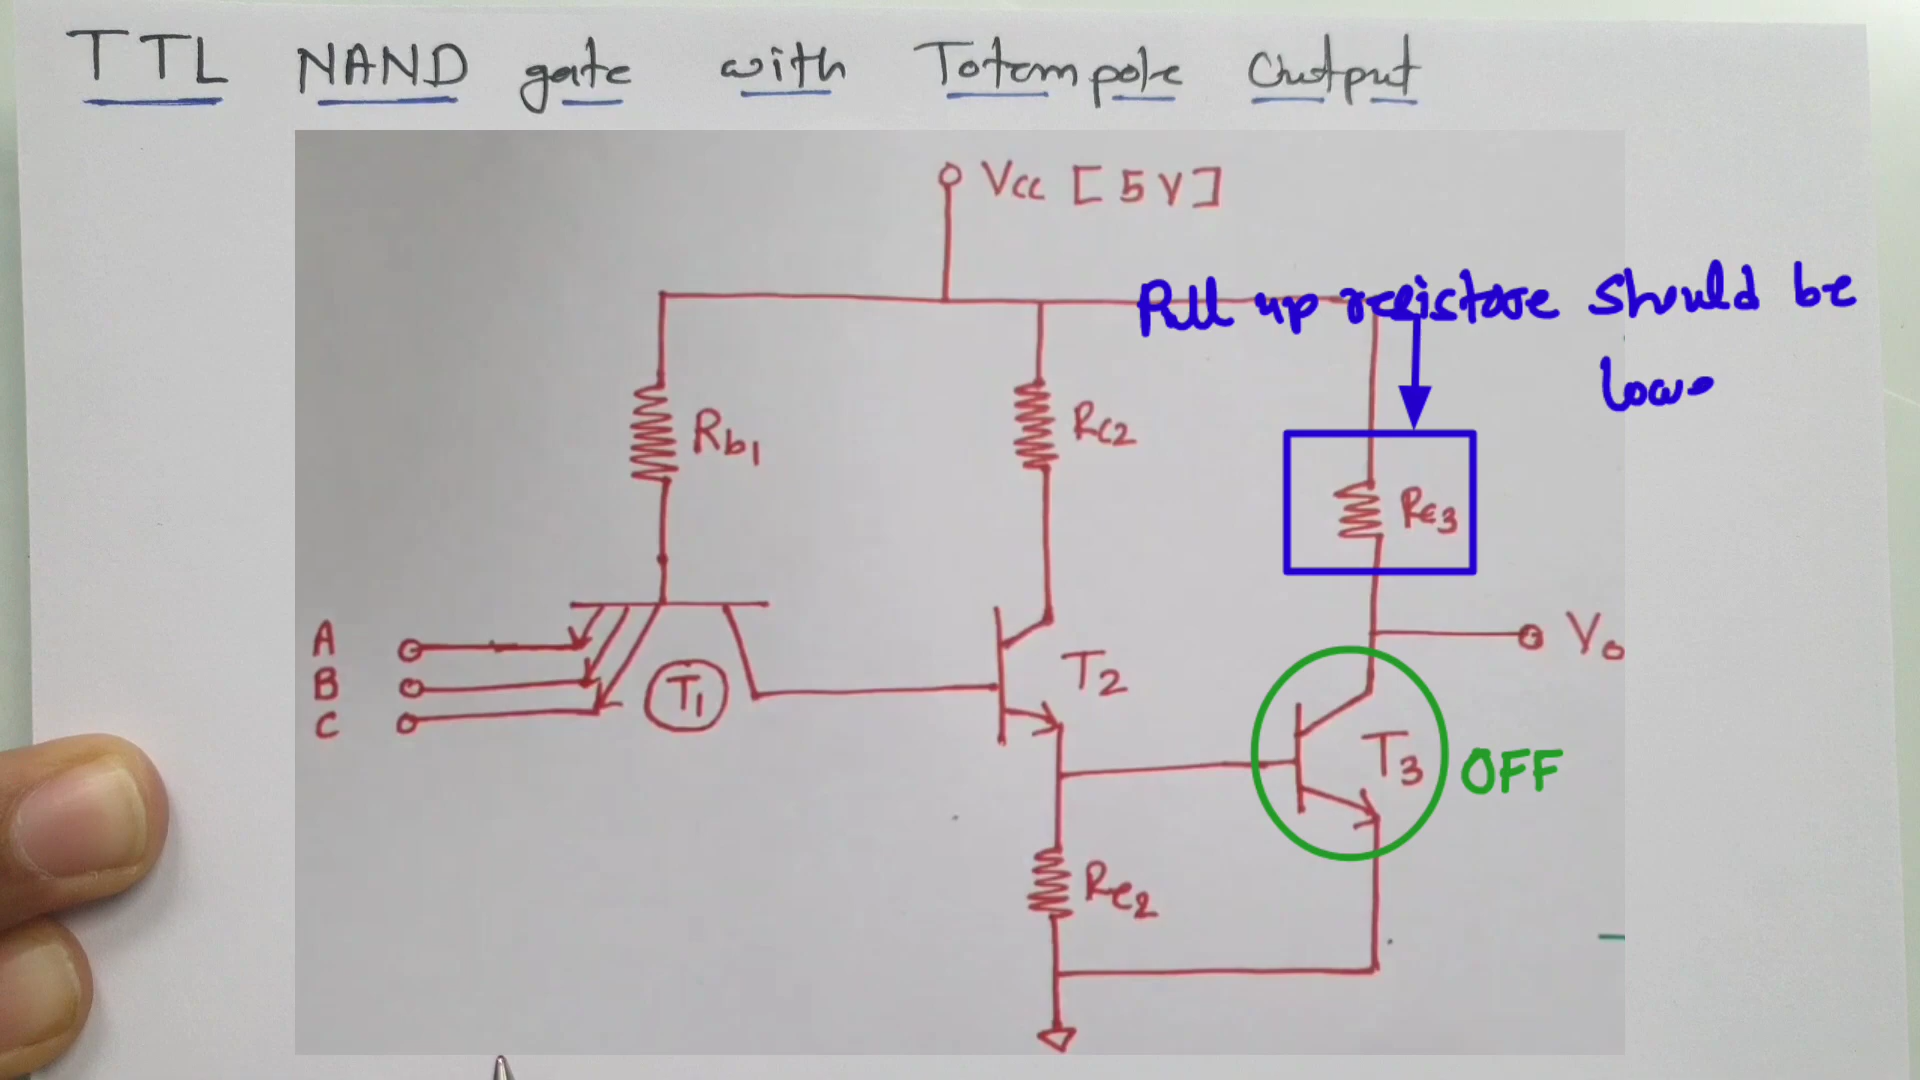 TTL NAND gate with Totempole Output
Vcc [5V]
Pull up resistore should be
low
Rb1
Rc2
Rc3
A
B
C
T1
T2
T3
OFF
Vo
Re2